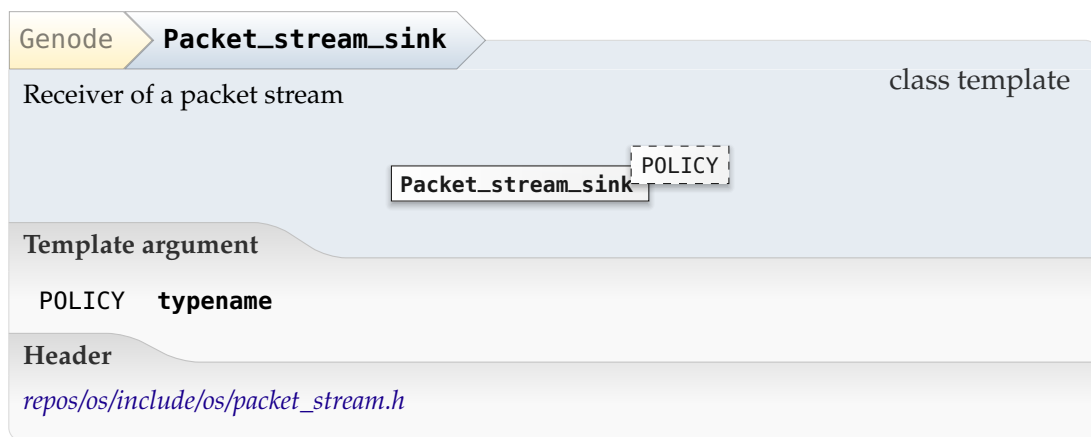 Genode Packet_stream_sink
class template
Receiver of a packet stream
POLICY
Packet_stream_sink
Template argument
POLICY typename
Header
repos/os/include/os/packet_stream.h